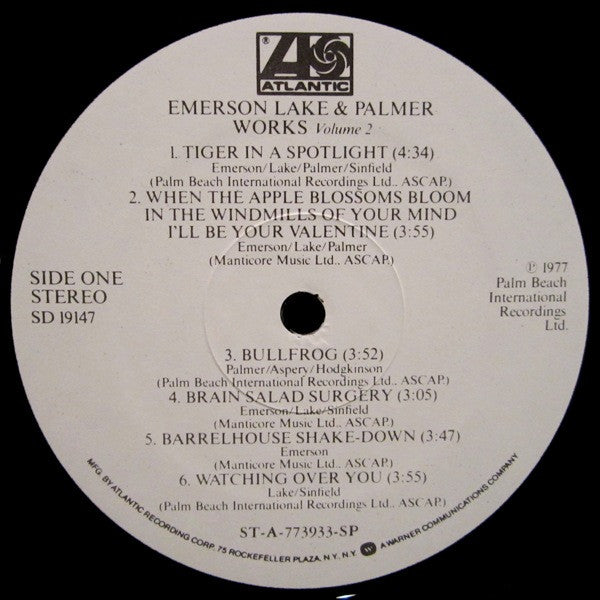 ®
ATLANTIC
EMERSON LAKE & PALMER
WORKS Volume 2
1. TIGER IN A SPOTLIGHT (4:34)
Emerson/Lake/Palmer/Sinfield
(Palm Beach International Recordings Ltd., ASCAP.)
2. WHEN THE APPLE BLOSSOMS BLOOM
IN THE WINDMILLS OF YOUR MIND
I'LL BE YOUR VALENTINE (3:55)
Emerson/Lake/Palmer
(Manticore Music Ltd., ASCAP.)
SIDE ONE
STEREO
SD 19147
℗ 1977
Palm Beach
International
Recordings
Ltd.
3. BULLFROG (3:52)
Palmer/Aspery/Hodgkinson
(Palm Beach International Recordings Ltd., ASCAP.)
4. BRAIN SALAD SURGERY (3:05)
Emerson/Lake/Sinfield
(Manticore Music Ltd., ASCAP.)
5. BARRELHOUSE SHAKE-DOWN (3:47)
Emerson
(Manticore Music Ltd., ASCAP.)
6. WATCHING OVER YOU (3:55)
Lake/Sinfield
(Palm Beach International Recordings Ltd., ASCAP.)
ST-A-773933-SP
MFG. BY ATLANTIC RECORDING CORP. 75 ROCKEFELLER PLAZA, N.Y., N.Y. A WARNER COMMUNICATIONS COMPANY